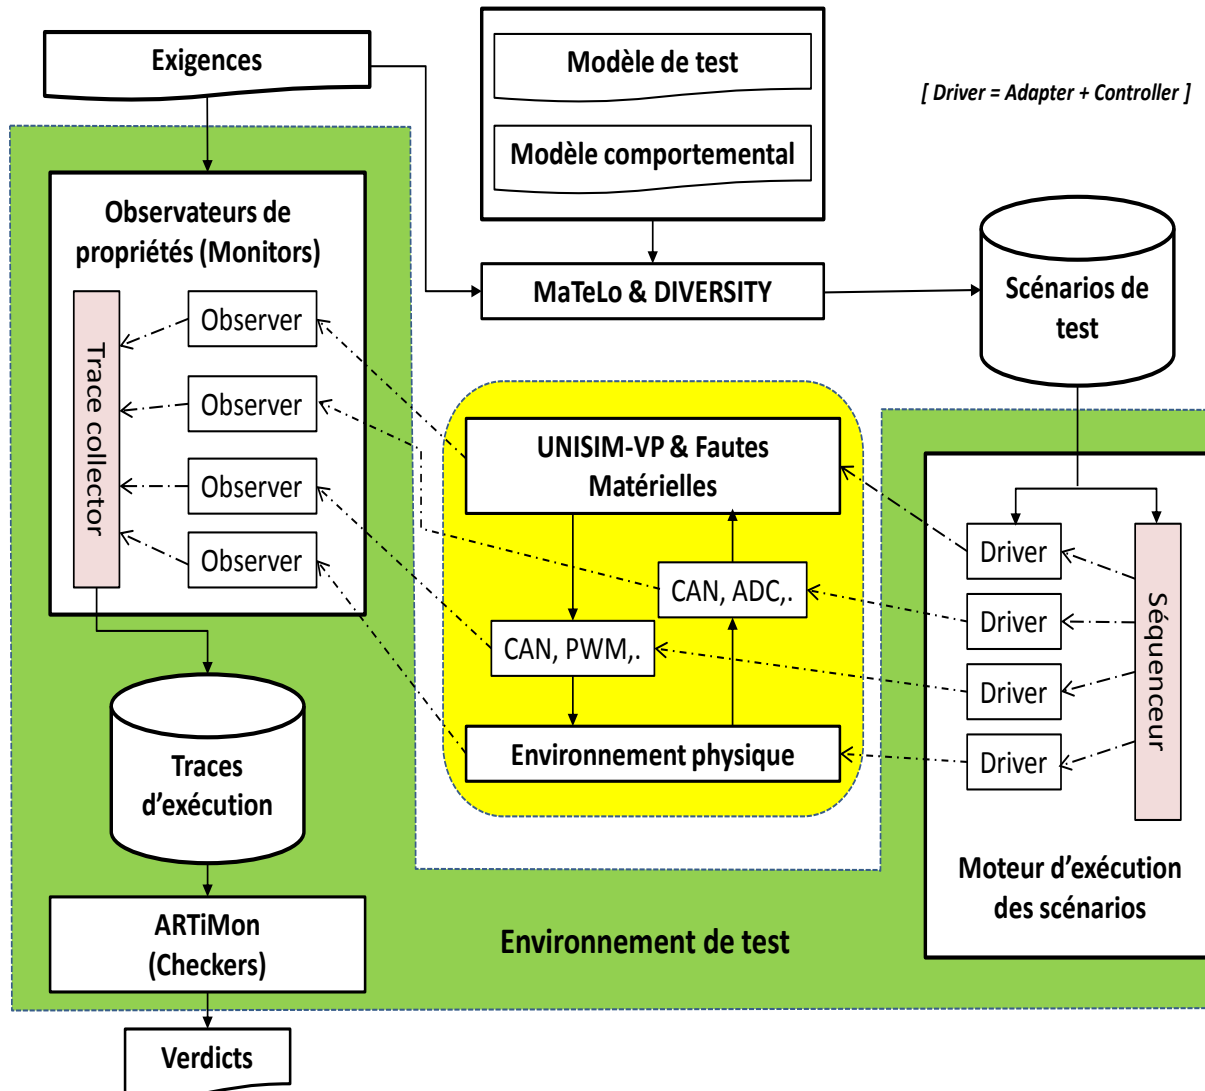 Exigences
Modèle de test
Modèle comportemental
[ Driver = Adapter + Controller ]
Observateurs de
propriétés (Monitors)
MaTeLo & DIVERSITY
Scénarios de
test
Trace collector
Observer
Observer
Observer
Observer
UNISIM-VP & Fautes
Matérielles
CAN, ADC,.
CAN, PWM,.
Environnement physique
Driver
Driver
Driver
Driver
Séquenceur
Moteur d’exécution
des scénarios
Traces
d’exécution
ARTiMon
(Checkers)
Environnement de test
Verdicts